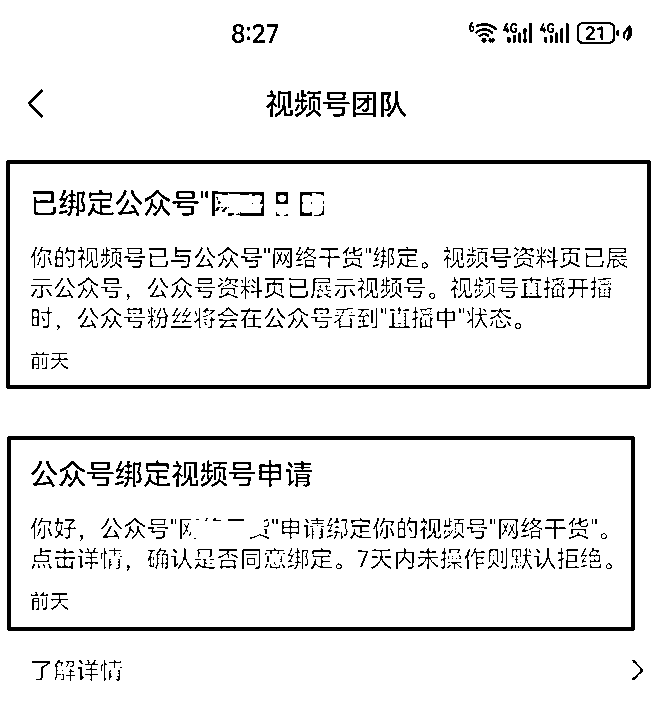 8:27
6 4G 4G 21
视频号团队
已绑定公众号"
你的视频号已与公众号"网络干货"绑定。视频号资料页已展
示公众号，公众号资料页已展示视频号。视频号直播开播
时，公众号粉丝将会在公众号看到"直播中"状态。
前天
公众号绑定视频号申请
你好，公众号"网"申请绑定你的视频号"网络干货"。
点击详情，确认是否同意绑定。7天内未操作则默认拒绝。
前天
了解详情